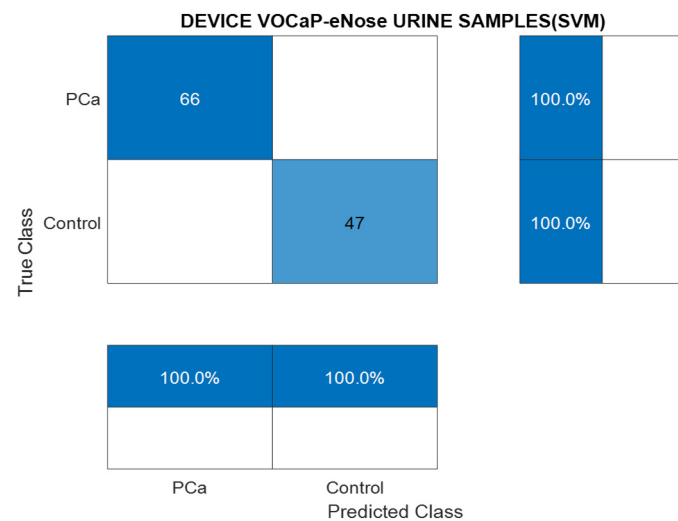 DEVICE VOCaP-eNose URINE SAMPLES(SVM)
PCa
66
100.0%
Control
47
100.0%
True Class
100.0%
100.0%
PCa
Control
Predicted Class